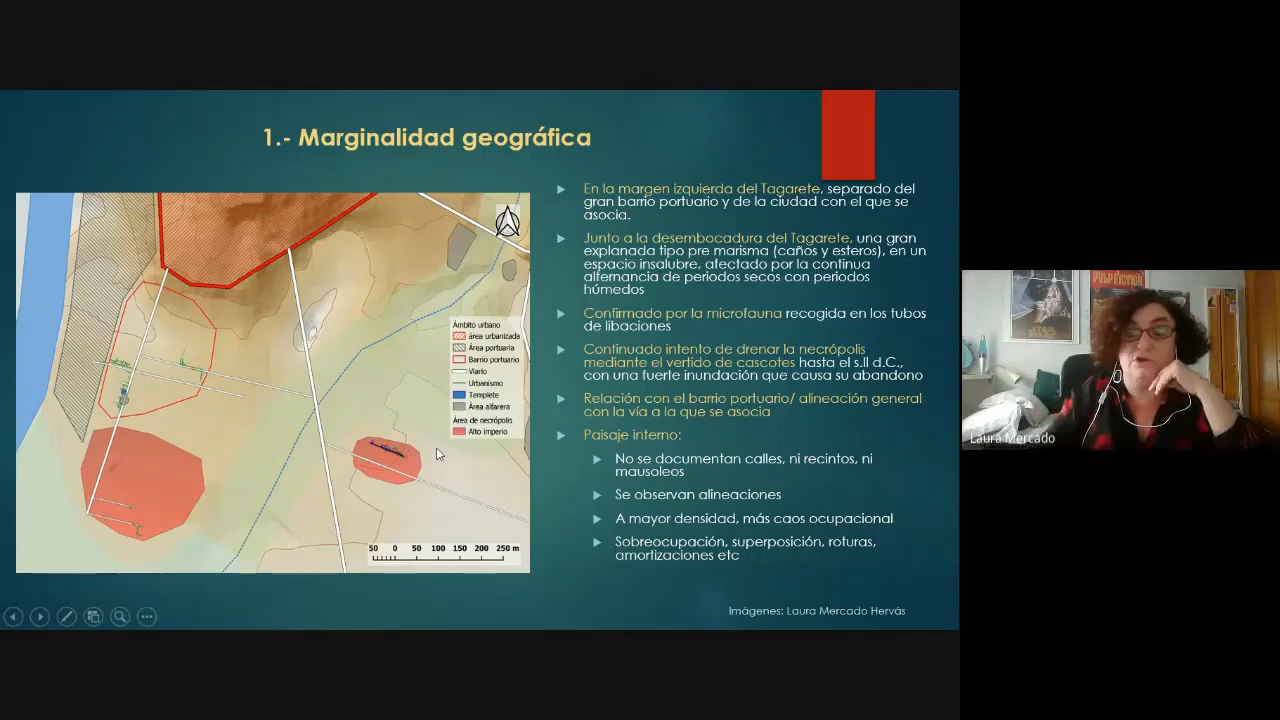 1.- Marginalidad geográfica
En la margen izquierda del Tagarete, separado del
gran barrio portuario y de la ciudad con el que se
asocia.
Junto a la desembocadura del Tagarete, una gran
explanada tipo pre marisma (caños y esteros), en un
espacio insalubre, afectado por la continua
alternancia de periodos secos con periodos
húmedos
Confirmado por la microfauna recogida en los tubos
de libaciones
Continuado intento de drenar la necrópolis
mediante el vertido de cascotes hasta el s.II d.C.,
con una fuerte inundación que causa su abandono
Relación con el barrio portuario/ alineación general
con la vía a la que se asocia
Paisaje interno:
No se documentan calles, ni recintos, ni
mausoleos
Se observan alineaciones
A mayor densidad, más caos ocupacional
Sobreocupación, superposición, roturas,
amortizaciones etc
Imágenes: Laura Mercado Hervás
Ámbito urbano
área urbanizada
Área portuaria
Barrio portuario
Viario
Urbanismo
Templete
Área alfarera
Área de necrópolis
Alto imperio
50 0 50 100 150 200 250 m
PULP FICTION
STAR
WARS
Laura Mercado